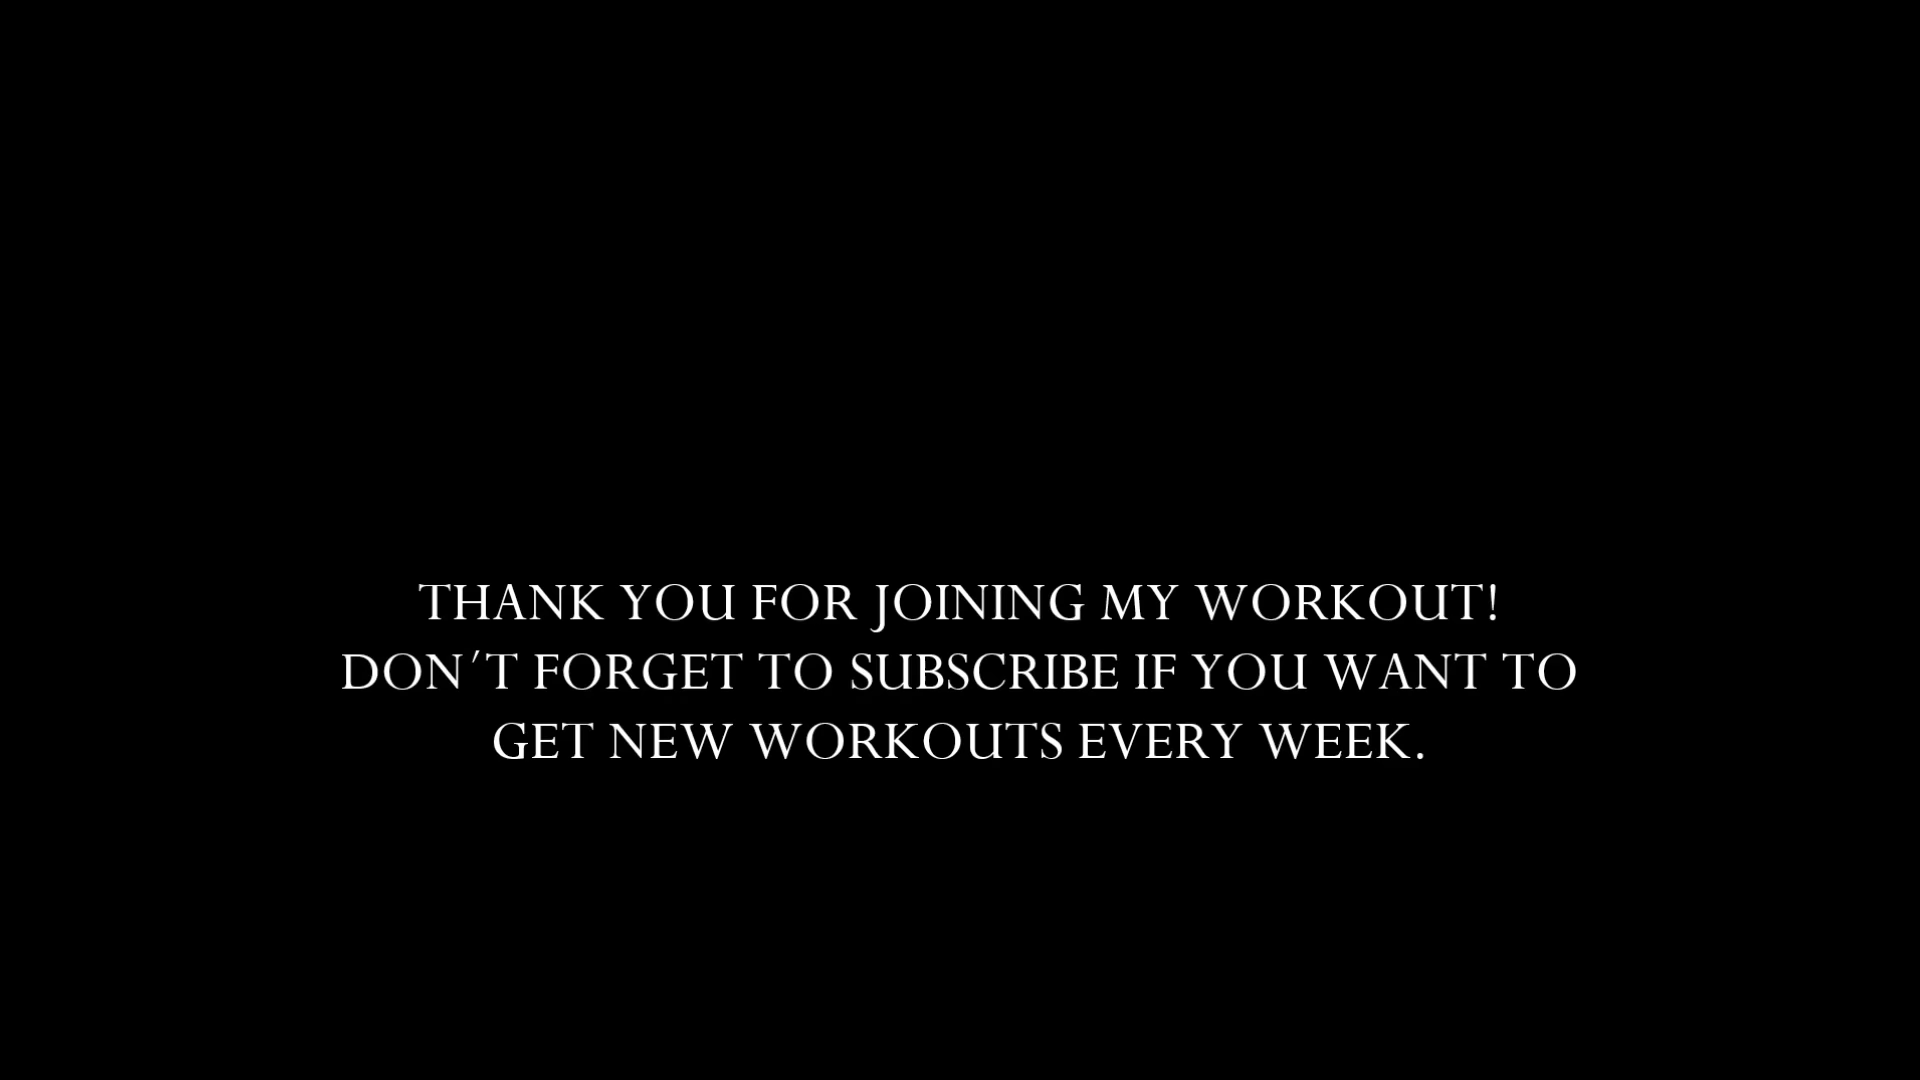 THANK YOU FOR JOINING MY WORKOUT!
DON´T FORGET TO SUBSCRIBE IF YOU WANT TO
GET NEW WORKOUTS EVERY WEEK.